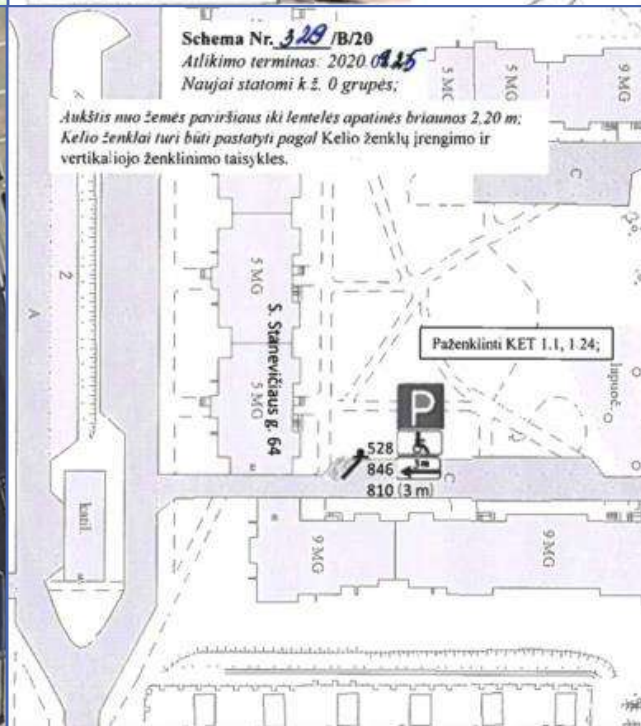 Schema Nr. 329 /B/20
Atlikimo terminas: 2020.
Naujai statomi k.ž. 0 grupės;
Aukštis nuo žemės paviršiaus iki lentelės apatinės briaunos 2,20 m;
Kelio ženklai turi būti pastatyti pagal Kelio ženklų įrengimo ir
vertikaliojo ženklinimo taisykles.
5 MG
5 MG
9 MG
C
Ž
A
5 MG
S. Stanevičiaus g. 64
5 MG
Paženklinti KET 1.1, 1.24;
P
528
846
3 m
810 (3 m)
C
katil.
9 MG
9 MG